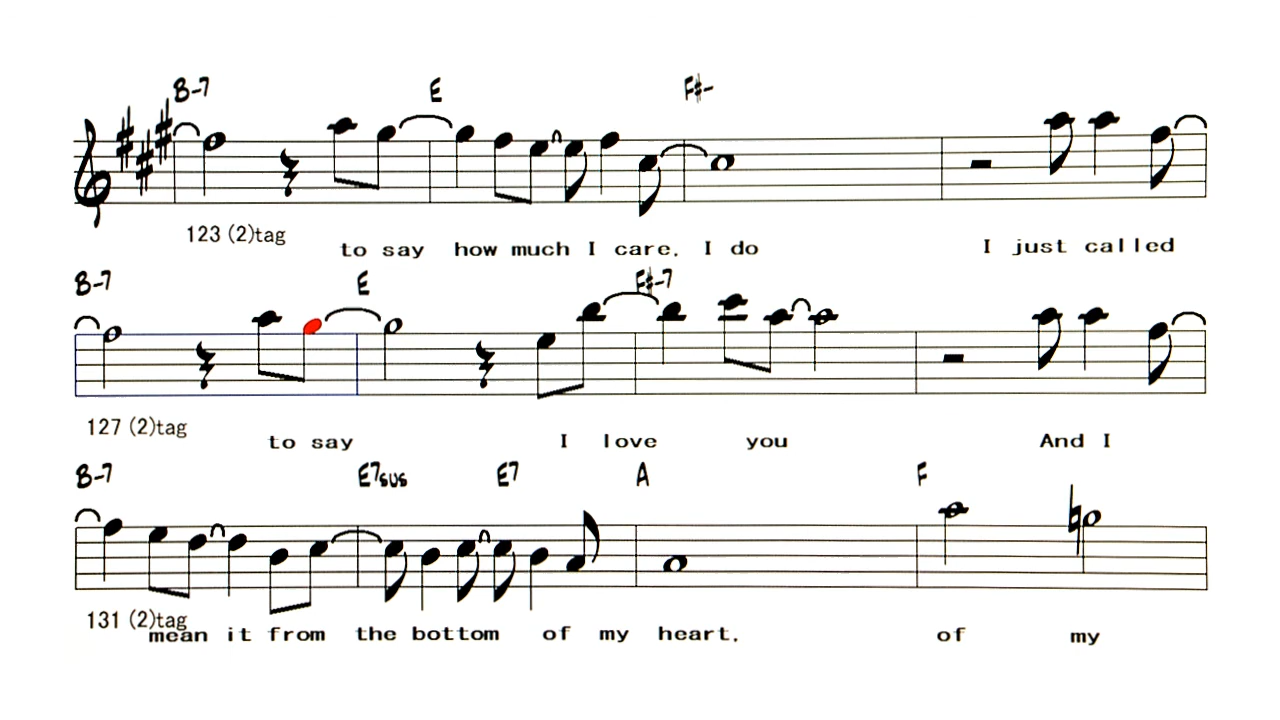 B-7 E F#-
123 (2)tag
to say how much I care. I do I just called
B-7 E F#-7
127 (2)tag
to say I love you And I
B-7 E7sus E7 A F
131 (2)tag
mean it from the bottom of my heart. of my